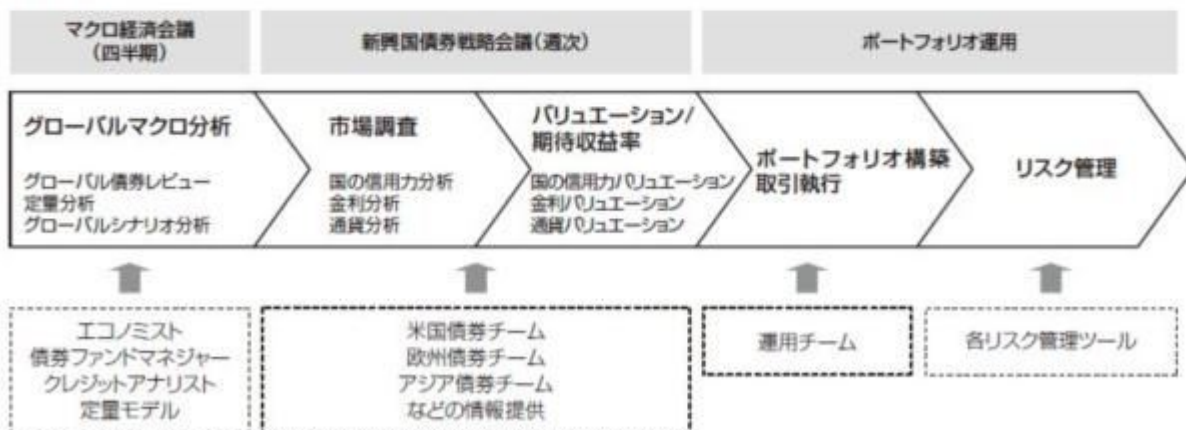 マクロ経済会議
(四半期)
新興国債券戦略会議(週次)
ポートフォリオ運用
グローバルマクロ分析
グローバル債券レビュー
定量分析
グローバルシナリオ分析
市場調査
国の信用力分析
金利分析
通貨分析
バリュエーション/
期待収益率
国の信用力バリュエーション
金利バリュエーション
通貨バリュエーション
ポートフォリオ構築
取引執行
リスク管理
エコノミスト
債券ファンドマネジャー
クレジットアナリスト
定量モデル
米国債券チーム
欧州債券チーム
アジア債券チーム
などの情報提供
運用チーム
各リスク管理ツール